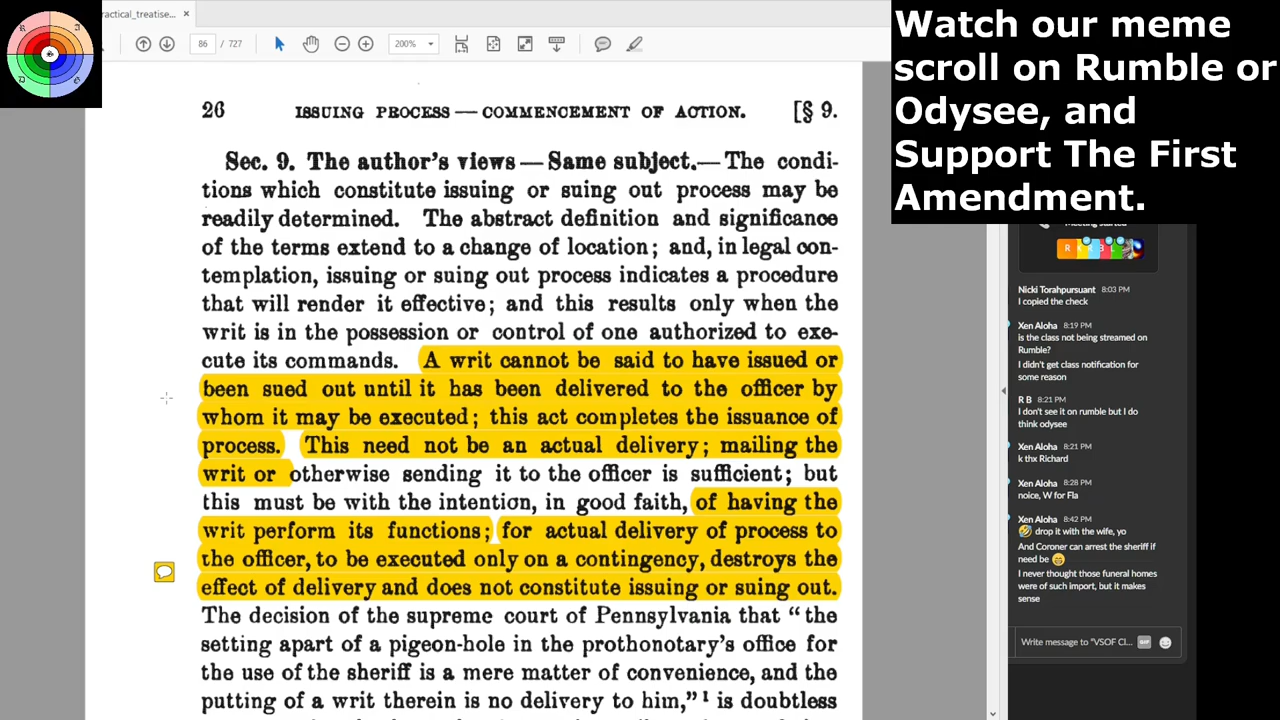 ractical_treatise...
86 / 727
200%
Watch our meme
scroll on Rumble or
Odysee, and
Support The First
Amendment.
26 ISSUING PROCESS — COMMENCEMENT OF ACTION. [§ 9.
Sec. 9. The author's views — Same subject. — The condi-
tions which constitute issuing or suing out process may be
readily determined. The abstract definition and significance
of the terms extend to a change of location; and, in legal con-
templation, issuing or suing out process indicates a procedure
that will render it effective; and this results only when the
writ is in the possession or control of one authorized to exe-
cute its commands. A writ cannot be said to have issued or
been sued out until it has been delivered to the officer by
whom it may be executed; this act completes the issuance of
process. This need not be an actual delivery; mailing the
writ or otherwise sending it to the officer is sufficient; but
this must be with the intention, in good faith, of having the
writ perform its functions; for actual delivery of process to
the officer, to be executed only on a contingency, destroys the
effect of delivery and does not constitute issuing or suing out.
The decision of the supreme court of Pennsylvania that "the
setting apart of a pigeon-hole in the prothonotary's office for
the use of the sheriff is a mere matter of convenience, and the
putting of a writ therein is no delivery to him," 1 is doubtless
Meeting started
Nicki Torahpursuant 8:03 PM
I copied the check
Xen Aloha 8:19 PM
is the class not being streamed on
Rumble?
I didn't get class notification for
some reason
R B 8:21 PM
I don't see it on rumble but I do
think odysee
Xen Aloha 8:21 PM
k thx Richard
Xen Aloha 8:28 PM
noice, W for Fla
Xen Aloha 8:42 PM
🤣 drop it with the wife, yo
And Coroner can arrest the sheriff if
need be 😁
I never thought those funeral homes
were of such import, but it makes
sense
Write message to "VSOF Cl... GIF